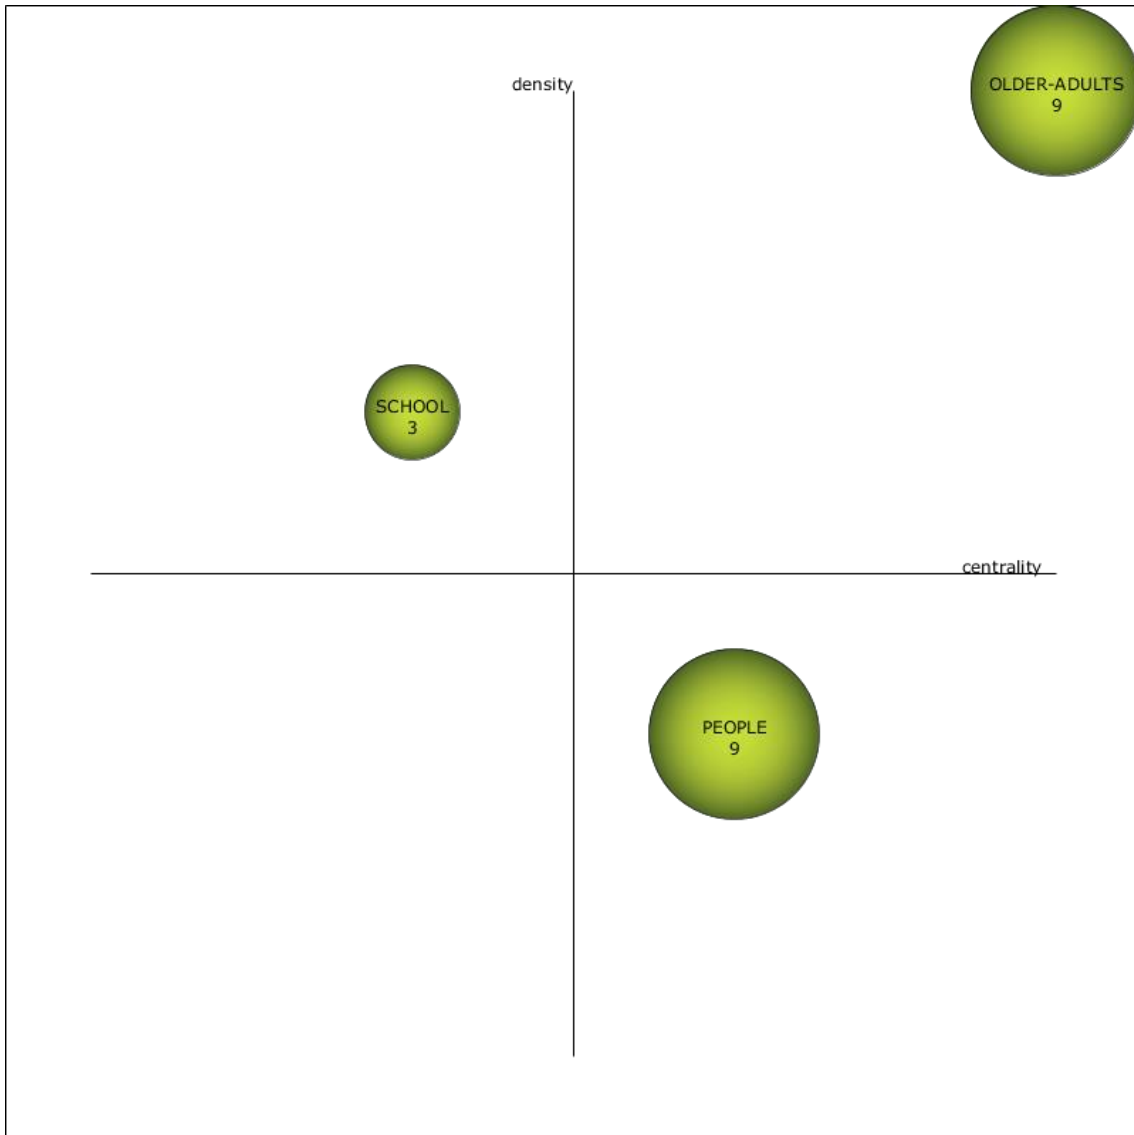 density
OLDER-ADULTS
9
SCHOOL
3
centrality
PEOPLE
9